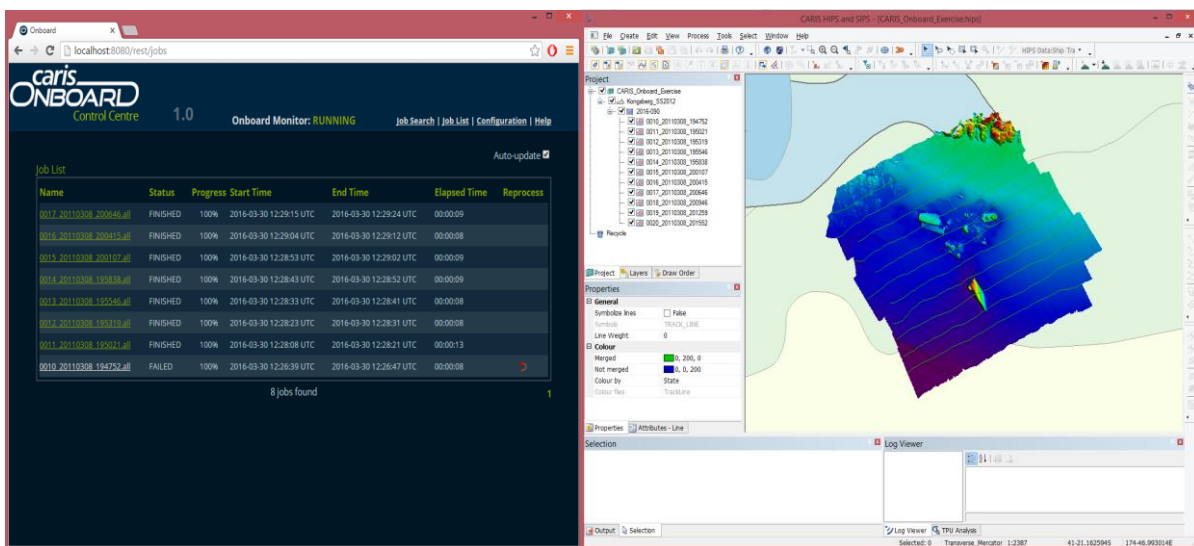 Onboard
localhost:8080/rest/jobs
caris
ONBOARD
Control Centre
1.0
Onboard Monitor: RUNNING
Job Search | Job List | Configuration | Help
Auto-update
Job List
Name Status Progress Start Time End Time Elapsed Time Reprocess
0017_20110308_200646.all FINISHED 100% 2016-03-30 12:29:15 UTC 2016-03-30 12:29:24 UTC 00:00:09
0016_20110308_200415.all FINISHED 100% 2016-03-30 12:29:04 UTC 2016-03-30 12:29:12 UTC 00:00:08
0015_20110308_200107.all FINISHED 100% 2016-03-30 12:28:53 UTC 2016-03-30 12:29:02 UTC 00:00:09
0014_20110308_195838.all FINISHED 100% 2016-03-30 12:28:43 UTC 2016-03-30 12:28:52 UTC 00:00:09
0013_20110308_195546.all FINISHED 100% 2016-03-30 12:28:33 UTC 2016-03-30 12:28:41 UTC 00:00:08
0012_20110308_195319.all FINISHED 100% 2016-03-30 12:28:23 UTC 2016-03-30 12:28:31 UTC 00:00:08
0011_20110308_195021.all FINISHED 100% 2016-03-30 12:28:08 UTC 2016-03-30 12:28:21 UTC 00:00:13
0010_20110308_194752.all FAILED 100% 2016-03-30 12:26:39 UTC 2016-03-30 12:26:47 UTC 00:00:08
8 jobs found
1
CARIS HIPS and SIPS - [CARIS_Onboard_Exercise.hips]
File Create Edit View Process Tools Select Window Help
HIPS Data:Ship Tra
Project
CARIS_Onboard_Exercise
Kongsberg_SS2012
2016-090
0010_20110308_194752
0011_20110308_195021
0012_20110308_195319
0013_20110308_195546
0014_20110308_195838
0015_20110308_200107
0016_20110308_200415
0017_20110308_200646
0018_20110308_200946
0019_20110308_201259
0020_20110308_201552
Recycle
Project Layers Draw Order
Properties
General
Symbolize lines False
Symbols TRACK_LINE
Line Weight 0
Colour
Merged 0, 200, 0
Not merged 0, 0, 200
Colour by State
Colour files TrackLine
Properties Attributes - Line
Selection
Log Viewer
Output Selection
Log Viewer TPU Analysis
Selected: 0 Transverse_Mercator 1:2387 41-21.1625945 174-46.993014E